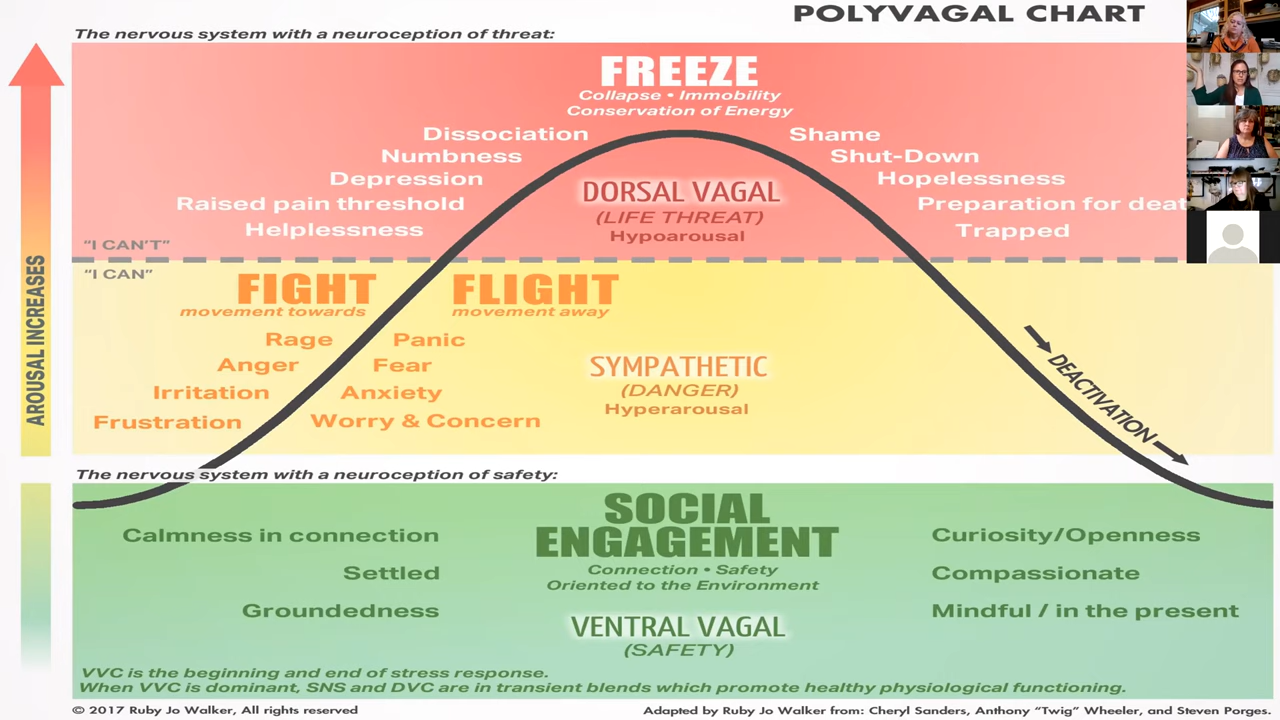 POLYVAGAL CHART
The nervous system with a neuroception of threat:
FREEZE
Collapse • Immobility
Conservation of Energy
Dissociation
Numbness
Depression
Raised pain threshold
Helplessness
Shame
Shut-Down
Hopelessness
Preparation for deat
Trapped
DORSAL VAGAL
(LIFE THREAT)
Hypoarousal
"I CAN'T"
"I CAN"
AROUSAL INCREASES
FIGHT
movement towards
Rage
Anger
Irritation
Frustration
FLIGHT
movement away
Panic
Fear
Anxiety
Worry & Concern
SYMPATHETIC
(DANGER)
Hyperarousal
DEACTIVATION
The nervous system with a neuroception of safety:
SOCIAL
ENGAGEMENT
Connection • Safety
Oriented to the Environment
Calmness in connection
Settled
Groundedness
Curiosity/Openness
Compassionate
Mindful / in the present
VENTRAL VAGAL
(SAFETY)
VVC is the beginning and end of stress response.
When VVC is dominant, SNS and DVC are in transient blends which promote healthy physiological functioning.
© 2017 Ruby Jo Walker, All rights reserved
Adapted by Ruby Jo Walker from: Cheryl Sanders, Anthony "Twig" Wheeler, and Steven Porges.